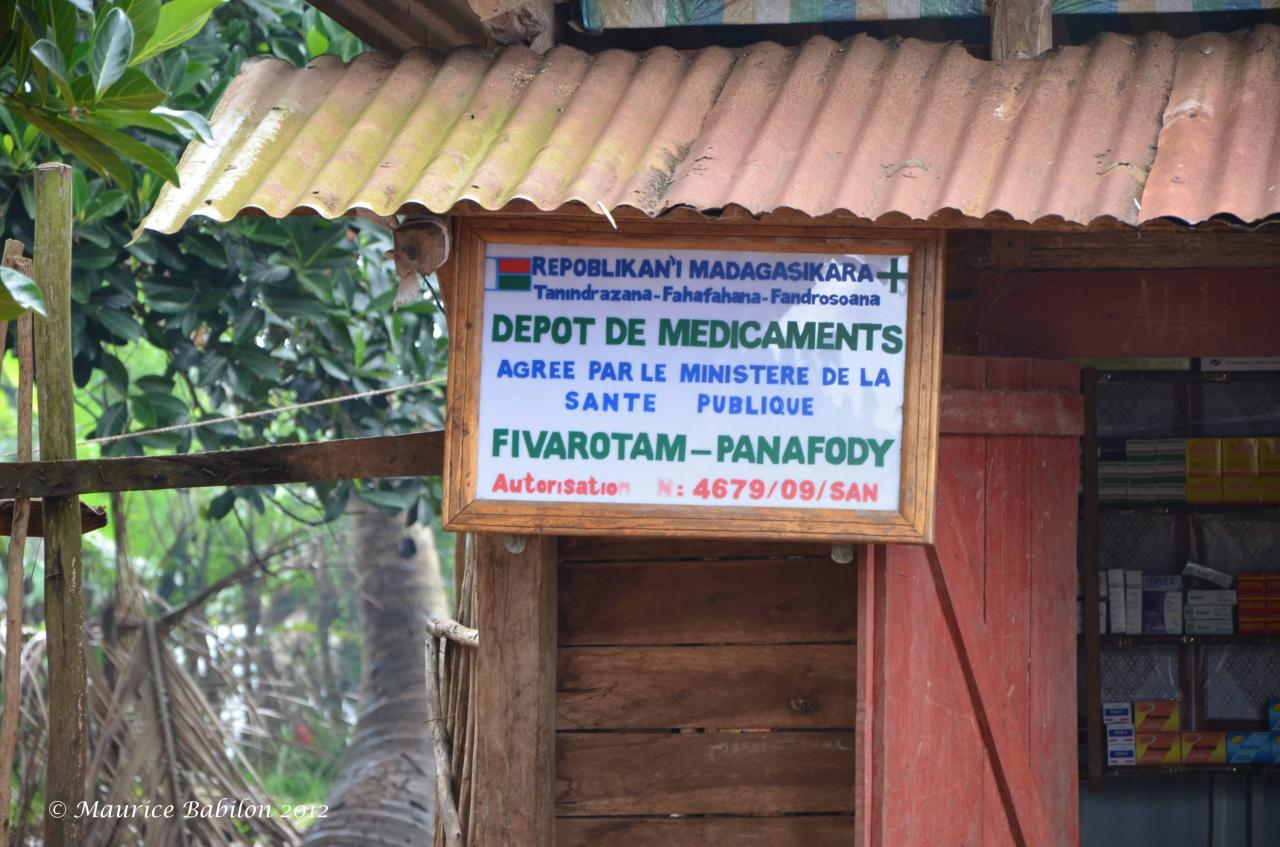 REPOBLIKAN'I MADAGASIKARA
Tanindrazana-Fahafahana-Fandrosoana
DEPOT DE MEDICAMENTS
AGREE PAR LE MINISTERE DE LA
SANTE PUBLIQUE
FIVAROTAM-PANAFODY
Autorisation N: 4679/09/SAN
FERVEX
© Maurice Babilon 2012